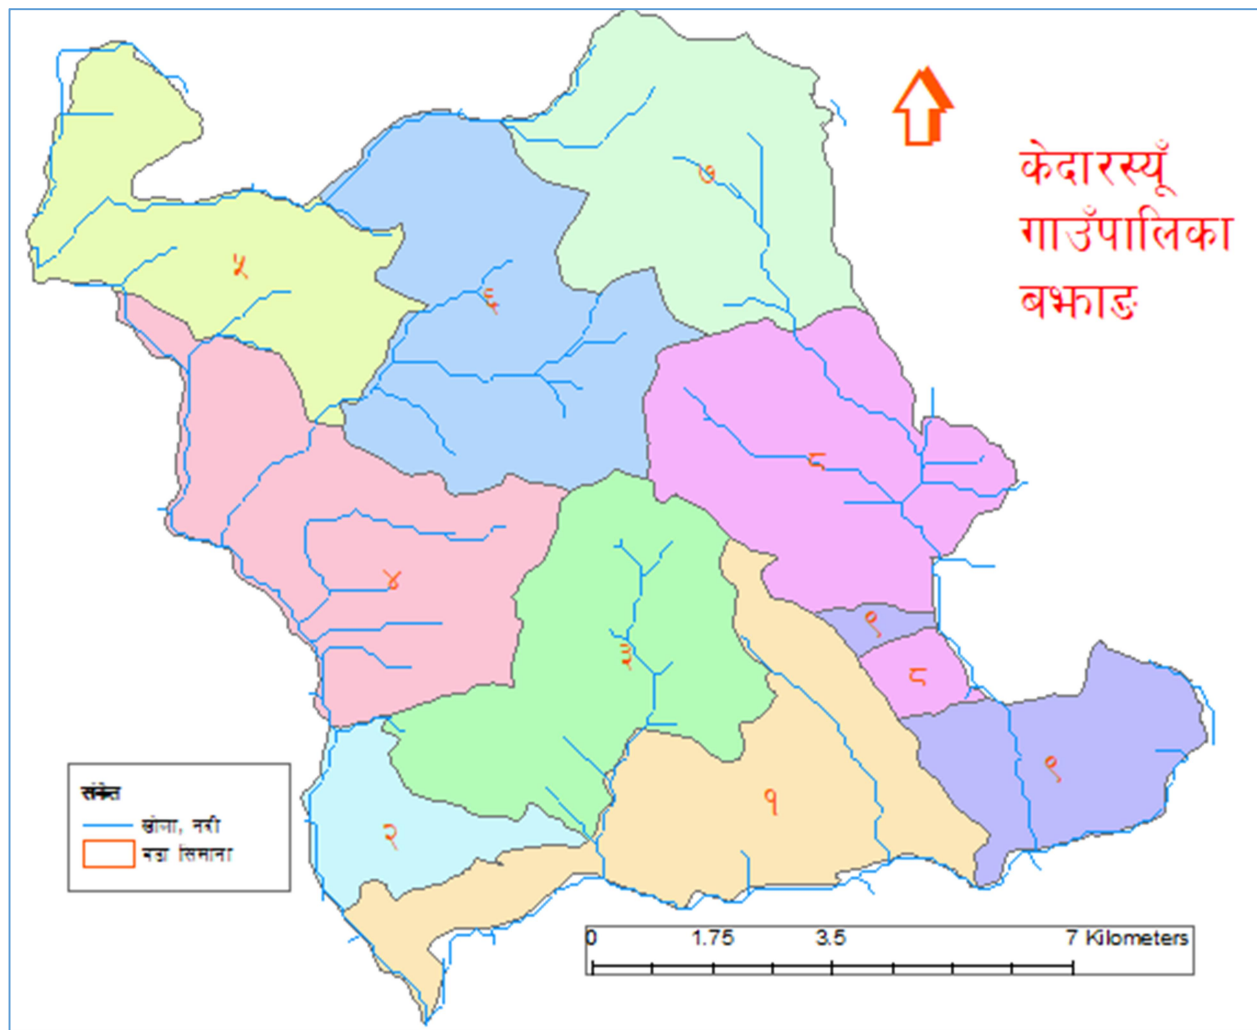 केदारस्यूँ
गाउँपालिका
बझाङ
७
५
६
८
४
९
३
८
९
१
२
संकेत
खोला, नदी
वडा सिमाना
0 1.75 3.5 7 Kilometers